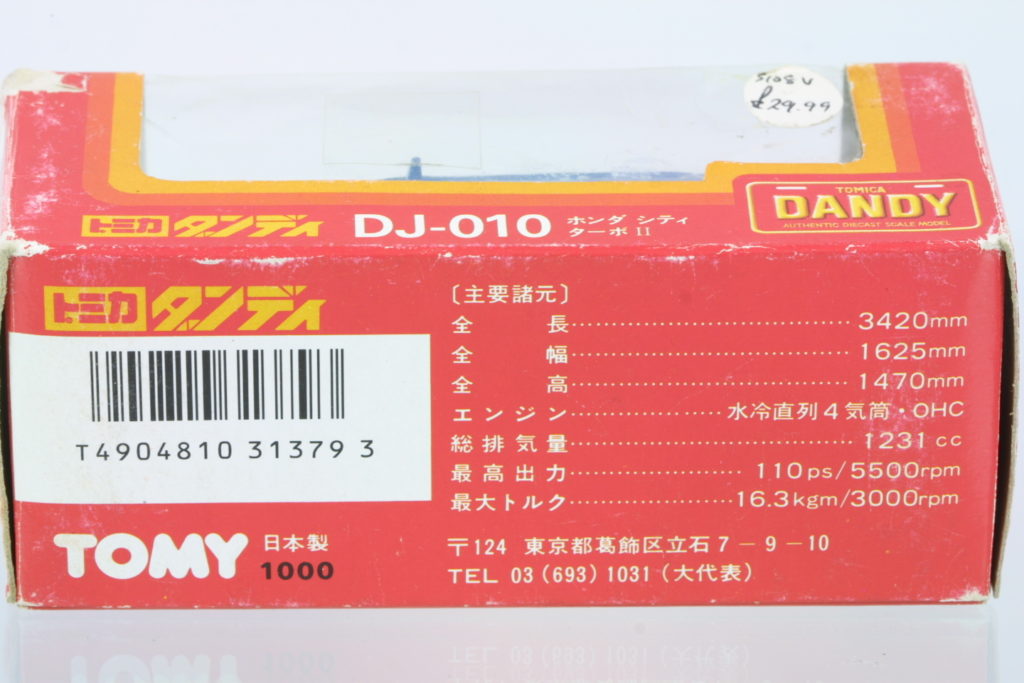 5108 V
£29.99
トミカ ダンディ DJ-010 ホンダ シティ
ターボII
TOMICA
DANDY
AUTHENTIC DIECAST SCALE MODEL
トミカ ダンディ
T4904810 31379 3
TOMY 日本製
1000
〔主要諸元〕
全 長 3420mm
全 幅 1625mm
全 高 1470mm
エンジン 水冷直列4気筒・OHC
総排気量 1231cc
最高出力 110ps/5500rpm
最大トルク 16.3kgm/3000rpm
〒124 東京都葛飾区立石7-9-10
TEL 03(693)1031(大代表)